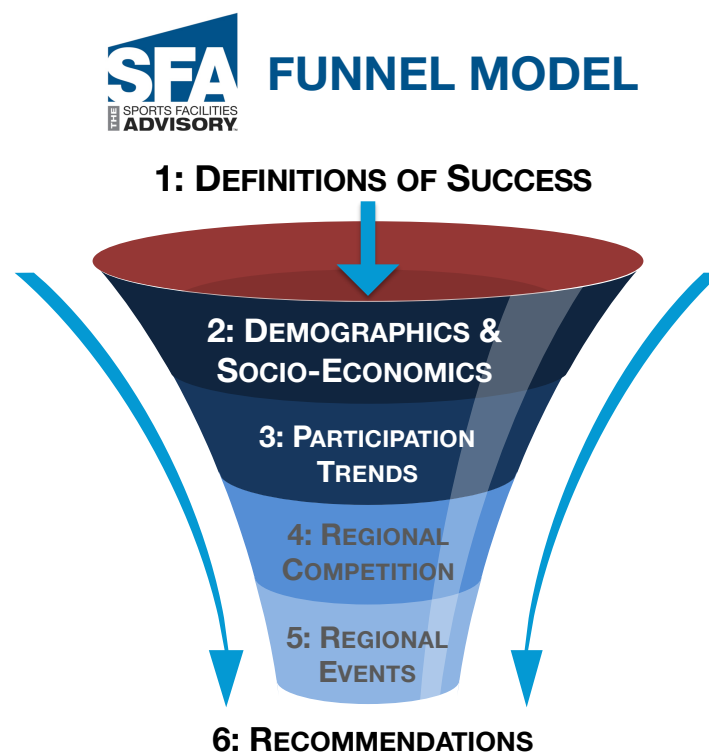 SFA
THE
SPORTS FACILITIES
ADVISORY
FUNNEL MODEL
1: DEFINITIONS OF SUCCESS
2: DEMOGRAPHICS &
SOCIO-ECONOMICS
3: PARTICIPATION
TRENDS
4: REGIONAL
COMPETITION
5: REGIONAL
EVENTS
6: RECOMMENDATIONS